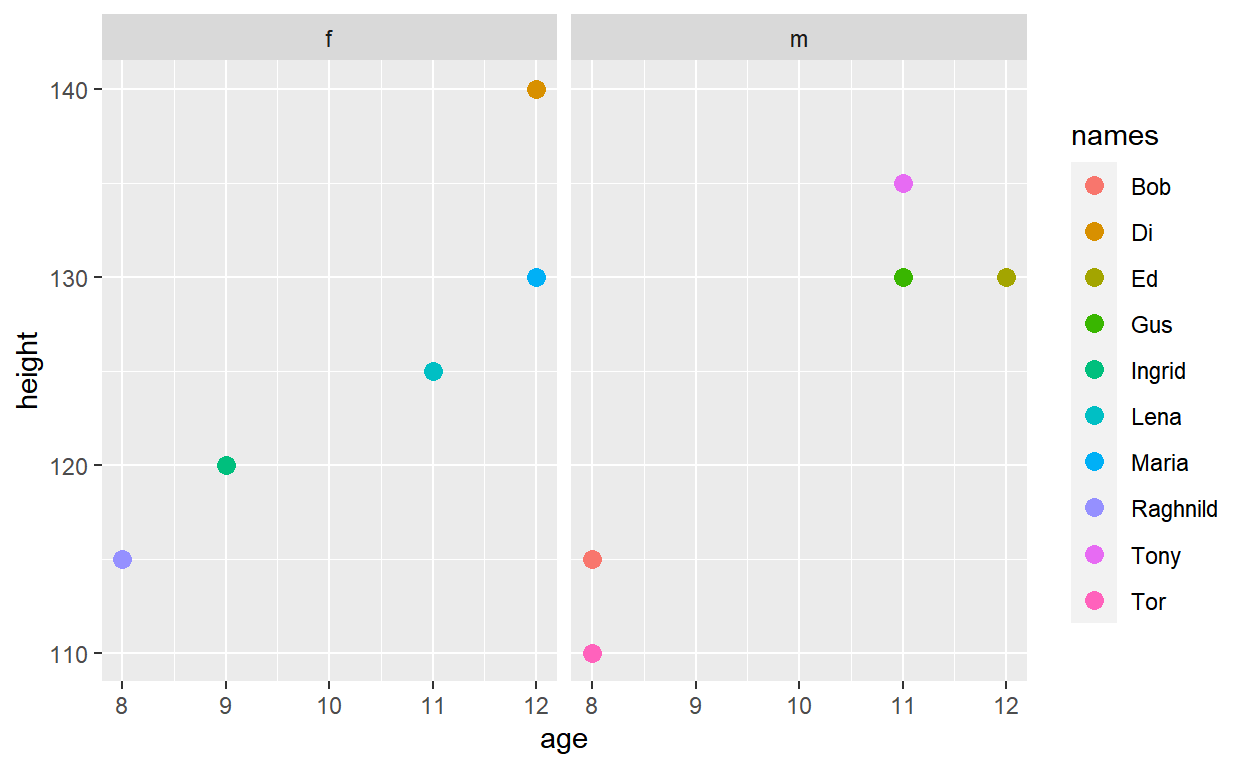 f
m
140
130
120
110
height
8 9 10 11 12
8 9 10 11 12
age
names
Bob
Di
Ed
Gus
Ingrid
Lena
Maria
Raghnild
Tony
Tor